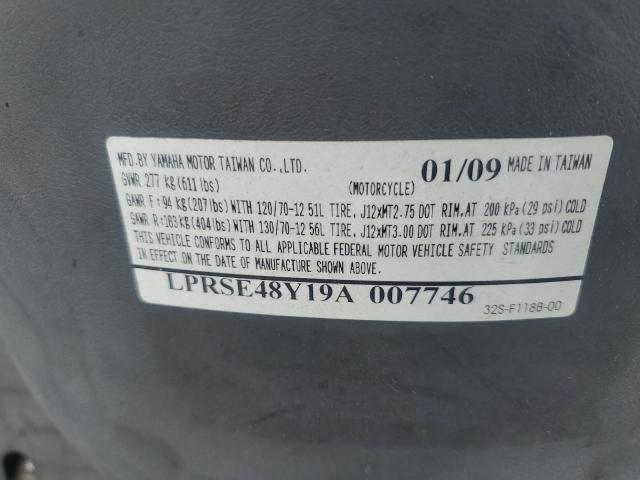 MFD.BY YAMAHA MOTOR TAIWAN CO.,LTD. 01/09 MADE IN TAIWAN
GVWR 277 kg(611 lbs) (MOTORCYCLE)
GAWR F: 94 kg(207 lbs)WITH 120/70-12 51L TIRE, J12xMT2.75 DOT RIM.AT 200 kPa(29 psi)COLD
GAWR R:183 kg(404 lbs)WITH 130/70-12 56L TIRE, J12xMT3.00 DOT RIM.AT 225 kPa(33 psi)COLD
THIS VEHICLE CONFORMS TO ALL APPLICABLE FEDERAL MOTOR VEHICLE SAFETY STANDARDS
IN EFFECT ON THE DATE OF MANUFACTURE SHOWN ABOVE.
LPRSE48Y19A 007746 32S-F118B-00